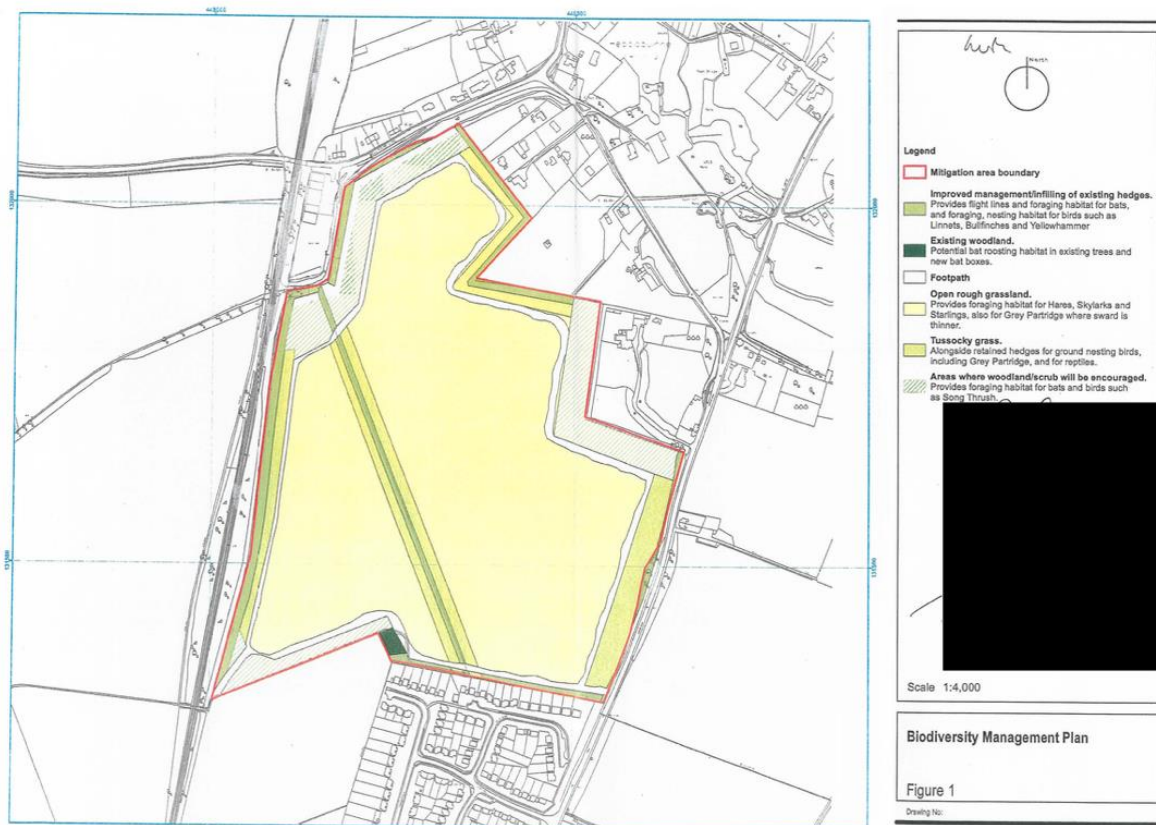 North
Legend
Mitigation area boundary
Improved management/infilling of existing hedges.
Provides flight lines and foraging habitat for bats,
and foraging, nesting habitat for birds such as
Linnets, Bullfinches and Yellowhammer
Existing woodland.
Potential bat roosting habitat in existing trees and
new bat boxes.
Footpath
Open rough grassland.
Provides foraging habitat for Hares, Skylarks and
Starlings, also for Grey Partridge where sward is
thinner.
Tussocky grass.
Alongside retained hedges for ground nesting birds,
including Grey Partridge, and for reptiles.
Areas where woodland/scrub will be encouraged.
Provides foraging habitat for bats and birds such
as Song Thrush.
Scale 1:4,000
Biodiversity Management Plan
Figure 1
Drawing No: